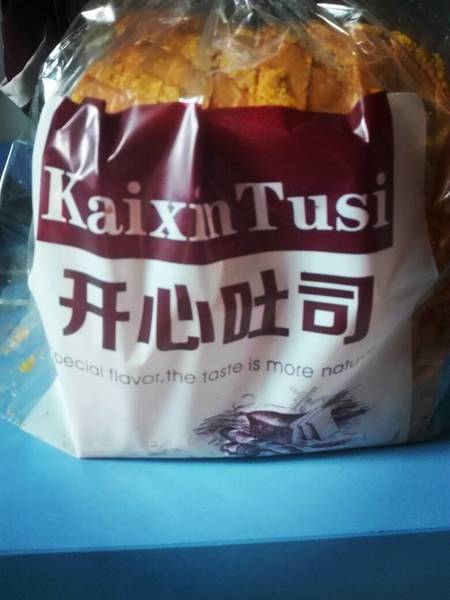 KaixinTusi
开心吐司
pecial flavor,the taste is more natu